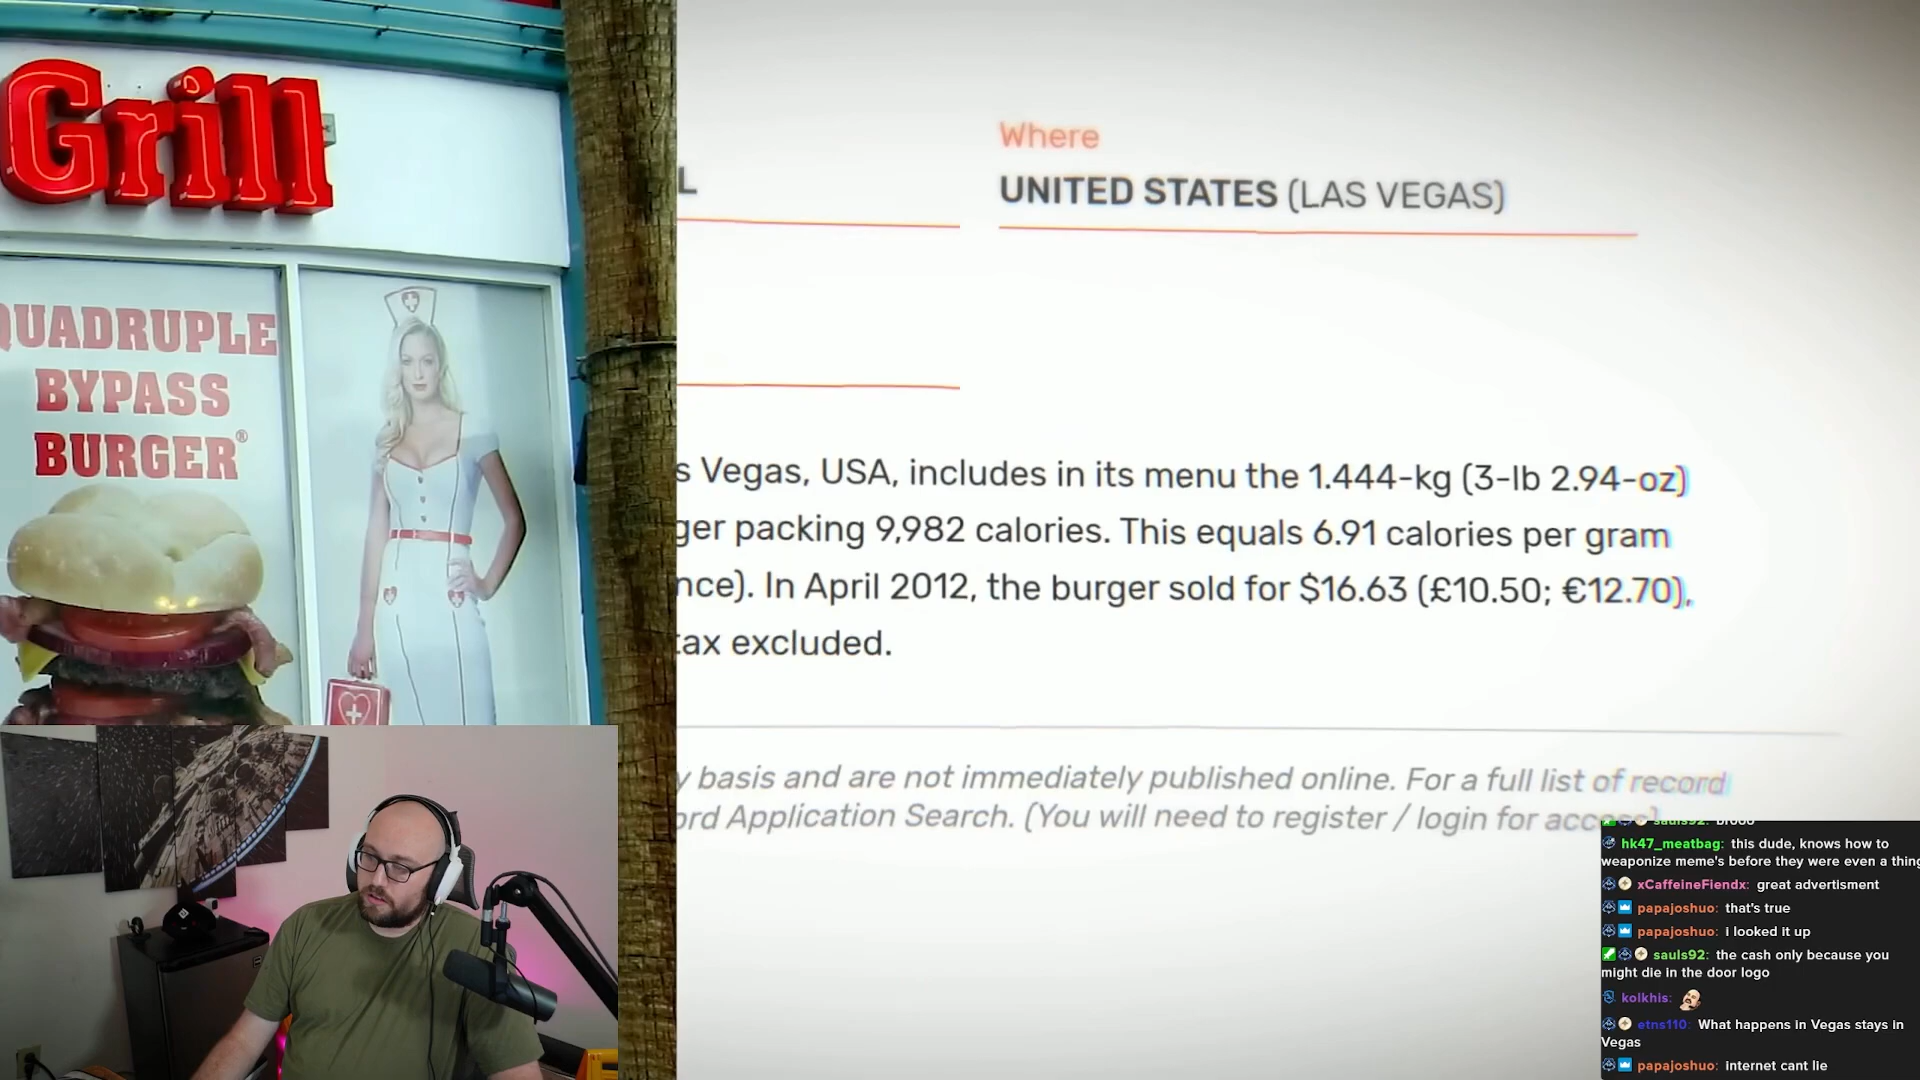 Grill
QUADRUPLE
BYPASS
BURGER®
L
Where
UNITED STATES (LAS VEGAS)
s Vegas, USA, includes in its menu the 1.444-kg (3-lb 2.94-oz)
ger packing 9,982 calories. This equals 6.91 calories per gram
nce). In April 2012, the burger sold for $16.63 (£10.50; €12.70),
tax excluded.
y basis and are not immediately published online. For a full list of record
ord Application Search. (You will need to register / login for access)
sauls92: brooo
hk47_meatbag: this dude, knows how to
weaponize meme's before they were even a thing
xCaffeineFiendx: great advertisment
papajoshuo: that's true
papajoshuo: i looked it up
sauls92: the cash only because you
might die in the door logo
kolkhis:
etns110: What happens in Vegas stays in
Vegas
papajoshuo: internet cant lie